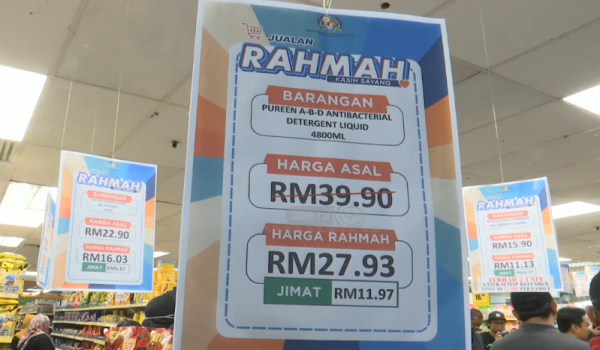 JUALAN
RAHMAH
KASIH SAYANG
BARANGAN
PUREEN A-B-D ANTIBACTERIAL
DETERGENT LIQUID
4800ML
HARGA ASAL
RM39.90
HARGA RAHMAH
RM27.93
JIMAT RM11.97
RAHMAH
BARANGAN
HARGA ASAL
RM22.90
HARGA RAHMAH
RM16.03
JIMAT
RAHMAH
BARANGAN
HARGA ASAL
RM15.90
HARGA RAHMAH
RM11.13
JIMAT